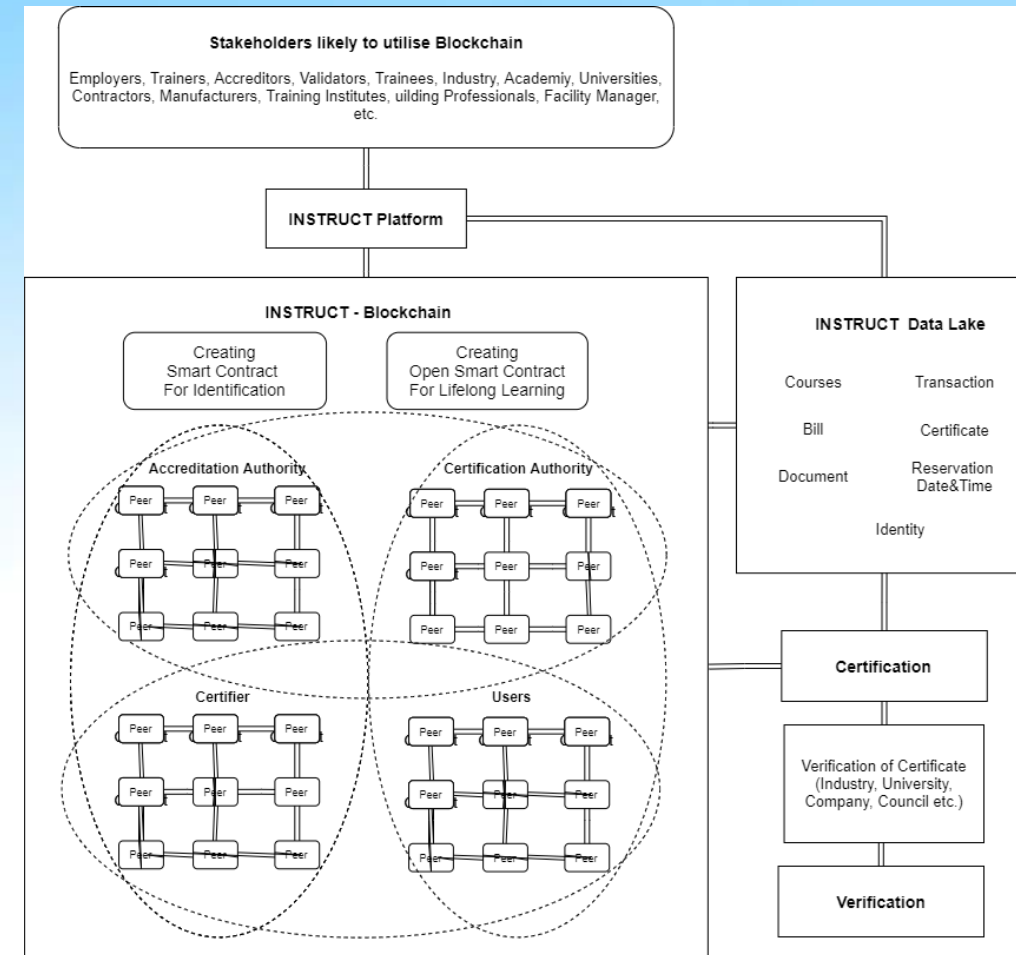 Stakeholders likely to utilise Blockchain
Employers, Trainers, Accreditors, Validators, Trainees, Industry, Academiy, Universities,
Contractors, Manufacturers, Training Institutes, uilding Professionals, Facility Manager,
etc.
INSTRUCT Platform
INSTRUCT - Blockchain
Creating
Smart Contract
For Identification
Creating
Open Smart Contract
For Lifelong Learning
Accreditation Authority
Peer Peer Peer
Peer Peer Peer
Peer Peer Peer
Certification Authority
Peer Peer Peer
Peer Peer Peer
Peer Peer Peer
Certifier
Peer Peer Peer
Peer Peer Peer
Peer Peer Peer
Users
Peer Peer Peer
Peer Peer Peer
Peer Peer Peer
INSTRUCT Data Lake
Courses Transaction
Bill Certificate
Document Reservation
Date&Time
Identity
Certification
Verification of Certificate
(Industry, University,
Company, Council etc.)
Verification